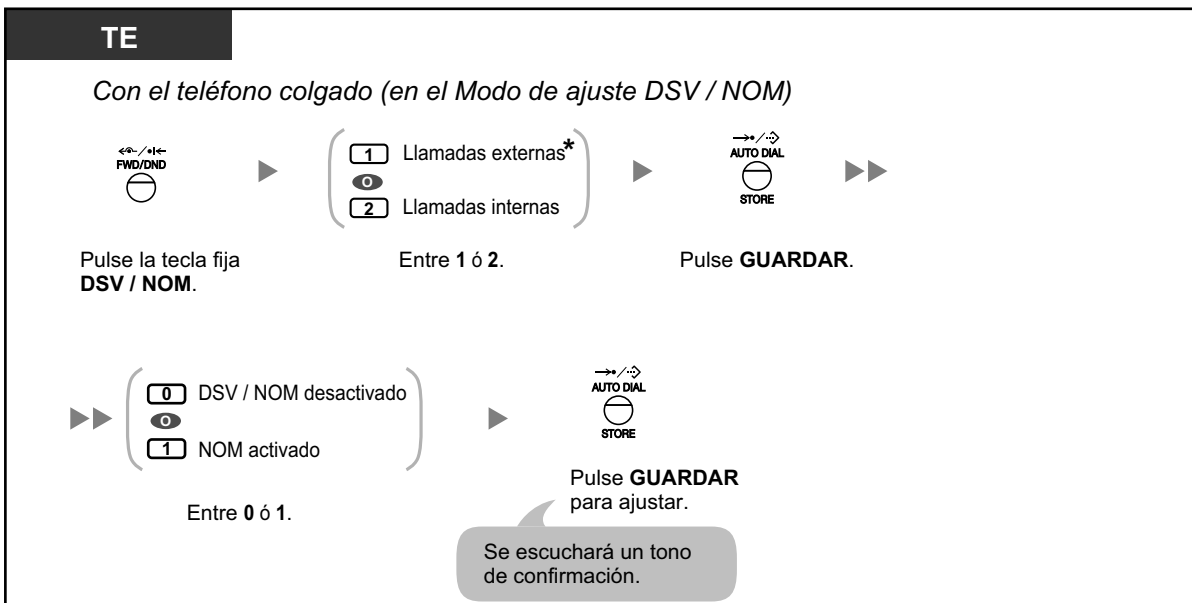 TE
Con el teléfono colgado (en el Modo de ajuste DSV / NOM)
FWD/DND
1 Llamadas externas*
O
2 Llamadas internas
AUTO DIAL
STORE
Pulse la tecla fija
DSV / NOM.
Entre 1 ó 2.
Pulse GUARDAR.
0 DSV / NOM desactivado
O
1 NOM activado
AUTO DIAL
STORE
Entre 0 ó 1.
Pulse GUARDAR
para ajustar.
Se escuchará un tono
de confirmación.